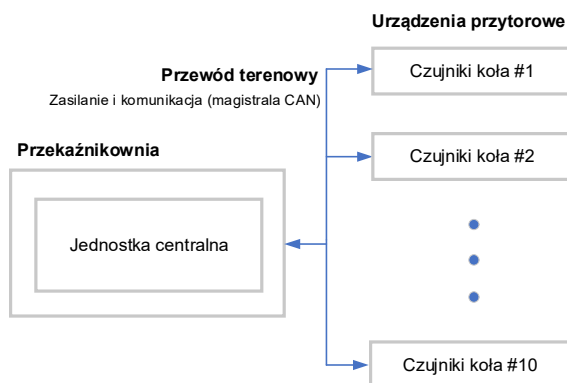 Urządzenia przytorowe
Czujniki koła #1
Przewód terenowy
Zasilanie i komunikacja (magistrala CAN)
Przekaźnikownia
Czujniki koła #2
Jednostka centralna
Czujniki koła #10